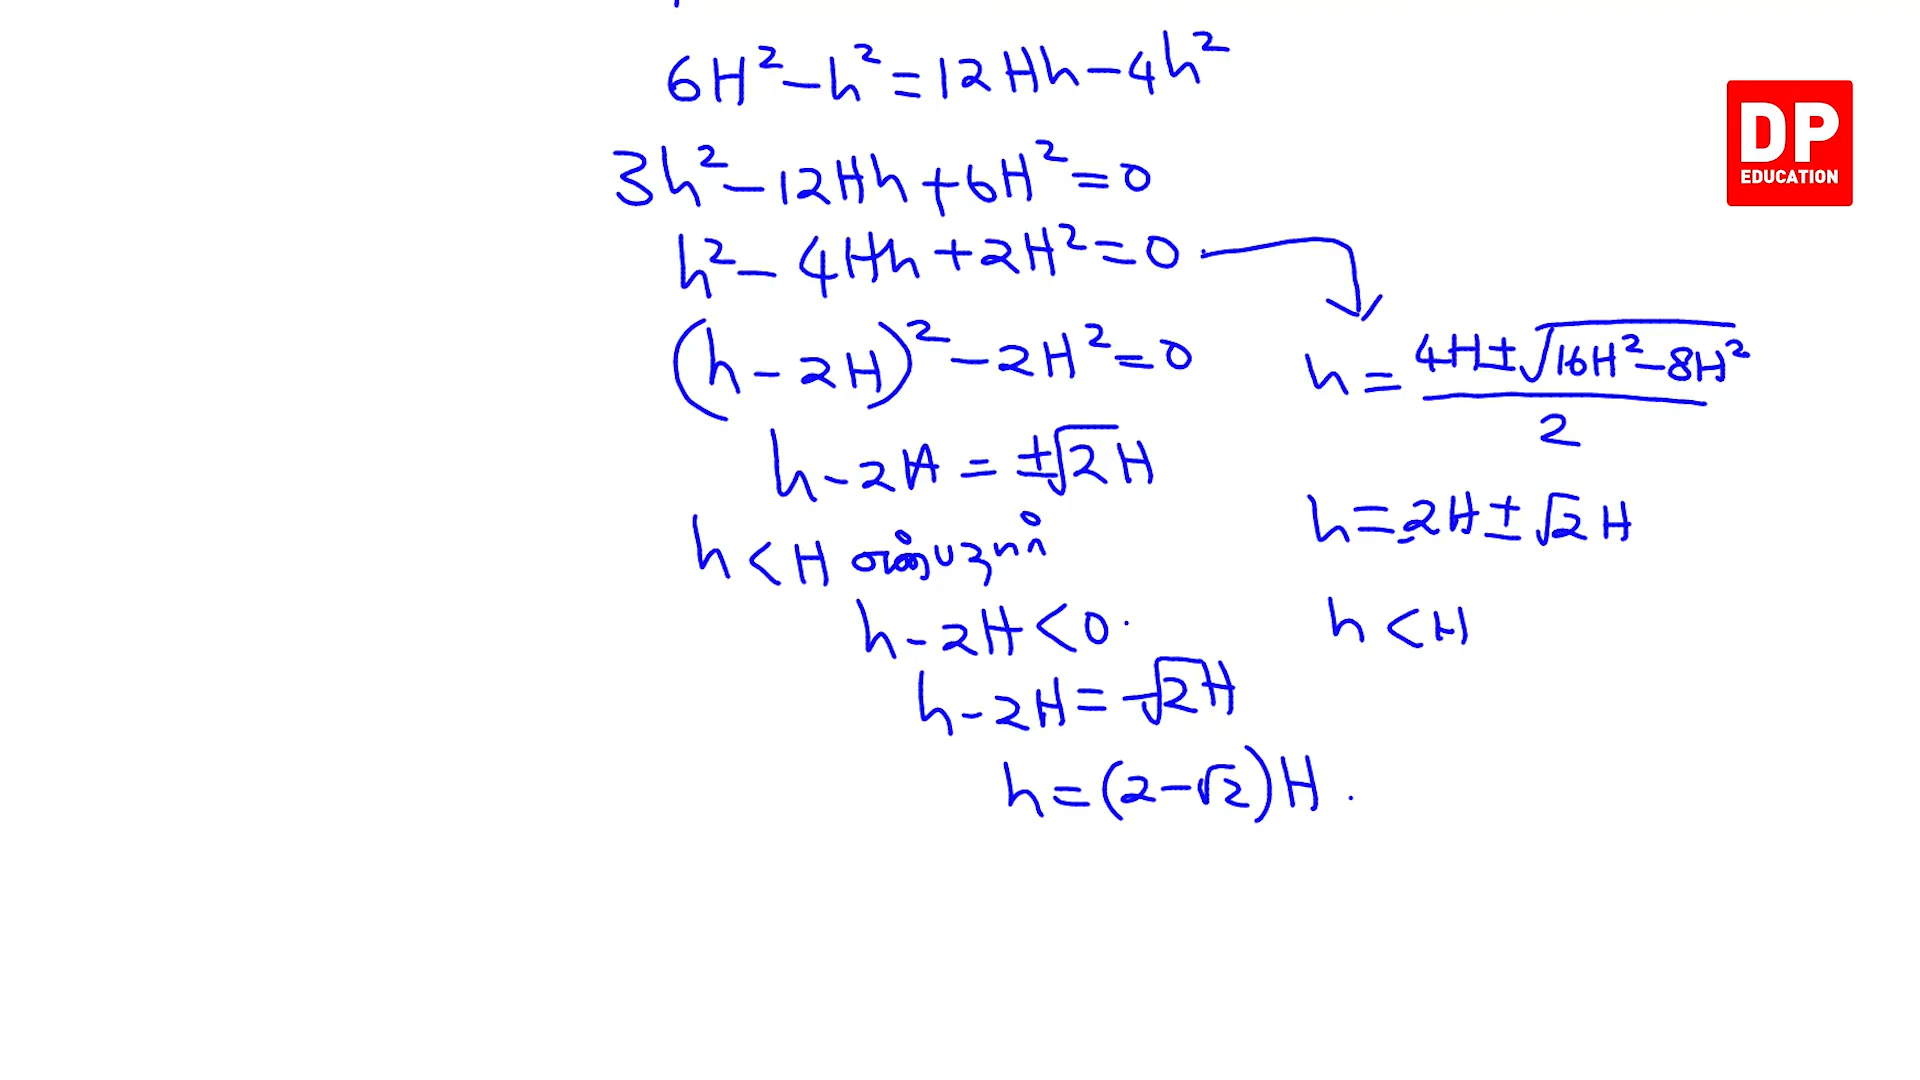 6H² - h² = 12Hh - 4h²
3h² - 12Hh + 6H² = 0
h² - 4Hh + 2H² = 0
(h - 2H)² - 2H² = 0
h - 2H = ±√2 H
h < H
h - 2H < 0.
h - 2H = -√2 H
h = (2 - √2) H .
h = (4H ± √(16H² - 8H²)) / 2
h = 2H ± √2 H
h < H
DP
EDUCATION